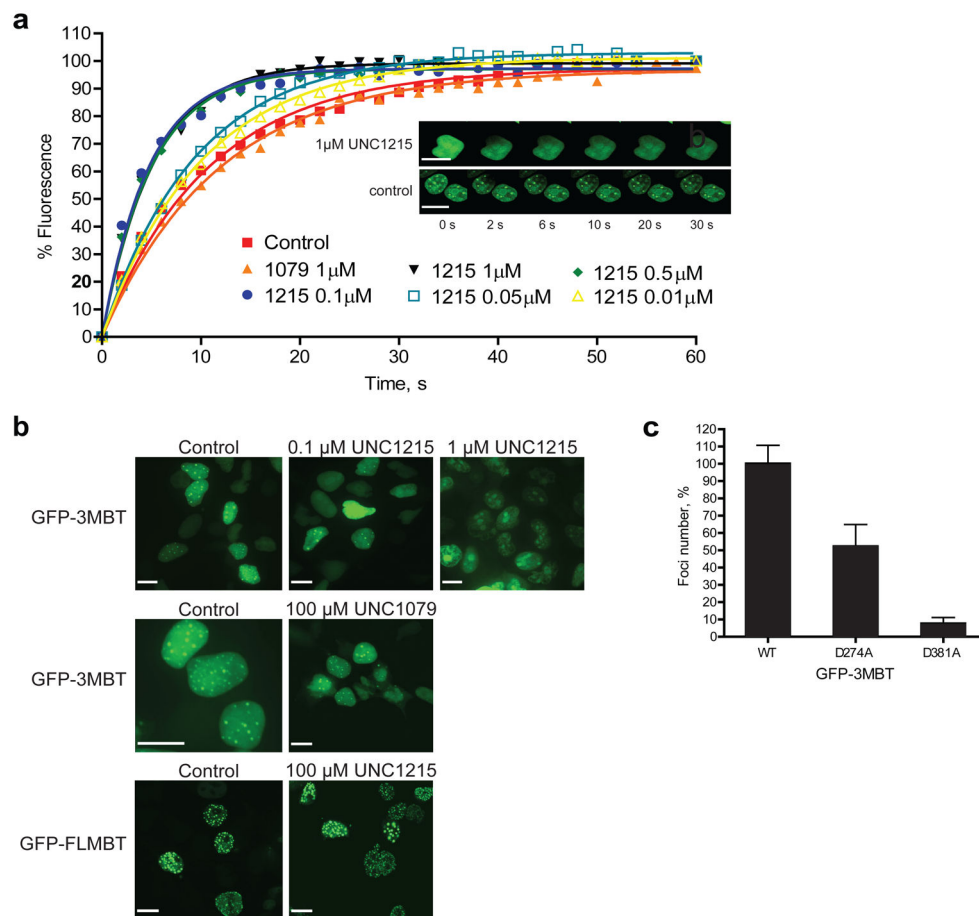 a
110
100
90
80
70
60
50
40
30
20
10
0
% Fluorescence
0 10 20 30 40 50 60
Time, s
1µM UNC1215
b
control
0 s 2 s 6 s 10 s 20 s 30 s
Control
1079 1µM
1215 0.1µM
1215 1µM
1215 0.05µM
1215 0.5µM
1215 0.01µM
b
Control 0.1 µM UNC1215 1 µM UNC1215
GFP-3MBT
Control 100 µM UNC1079
GFP-3MBT
Control 100 µM UNC1215
GFP-FLMBT
c
120
110
100
90
80
70
60
50
40
30
20
10
0
Foci number, %
WT D274A D381A
GFP-3MBT